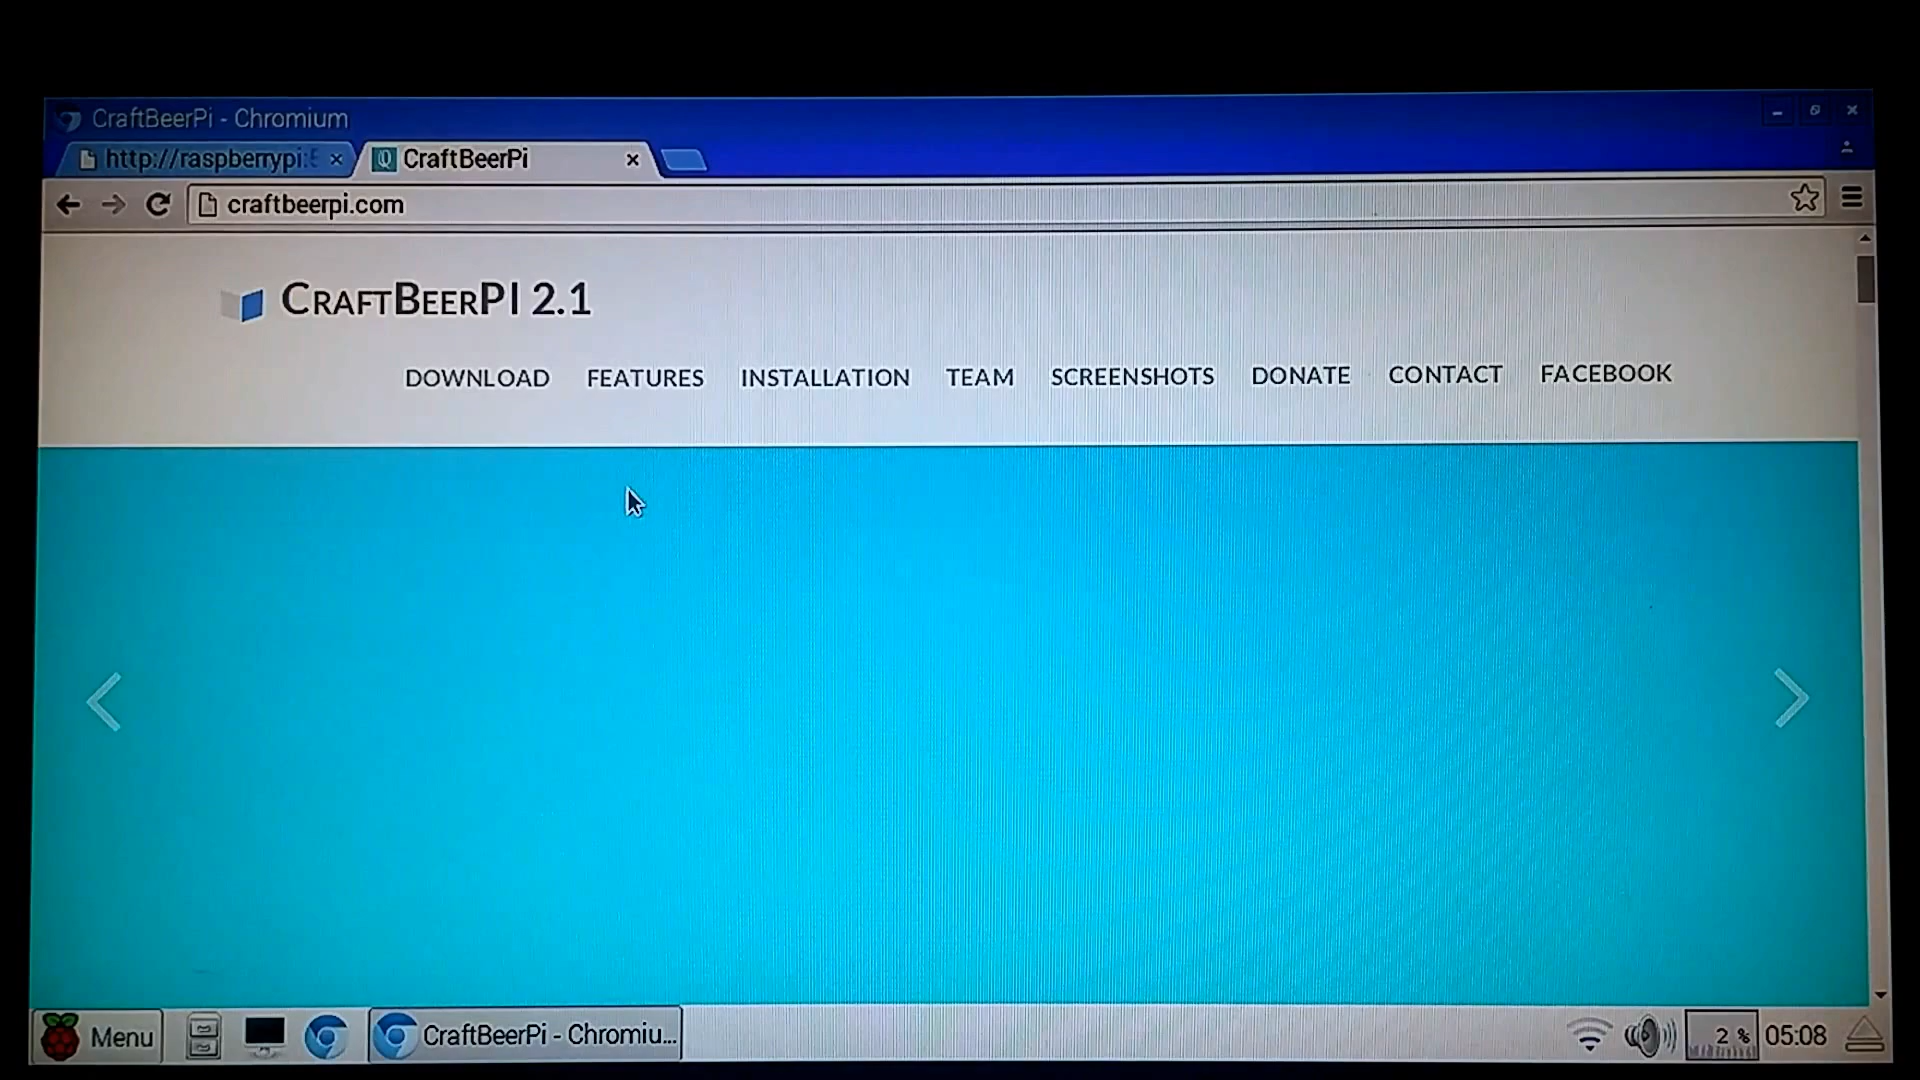 CraftBeerPi - Chromium
http://raspberrypi:5
CraftBeerPi
craftbeerpi.com
CRAFTBEERPI 2.1
DOWNLOAD FEATURES INSTALLATION TEAM SCREENSHOTS DONATE CONTACT FACEBOOK
Menu
CraftBeerPi - Chromiu...
2 %
05:08